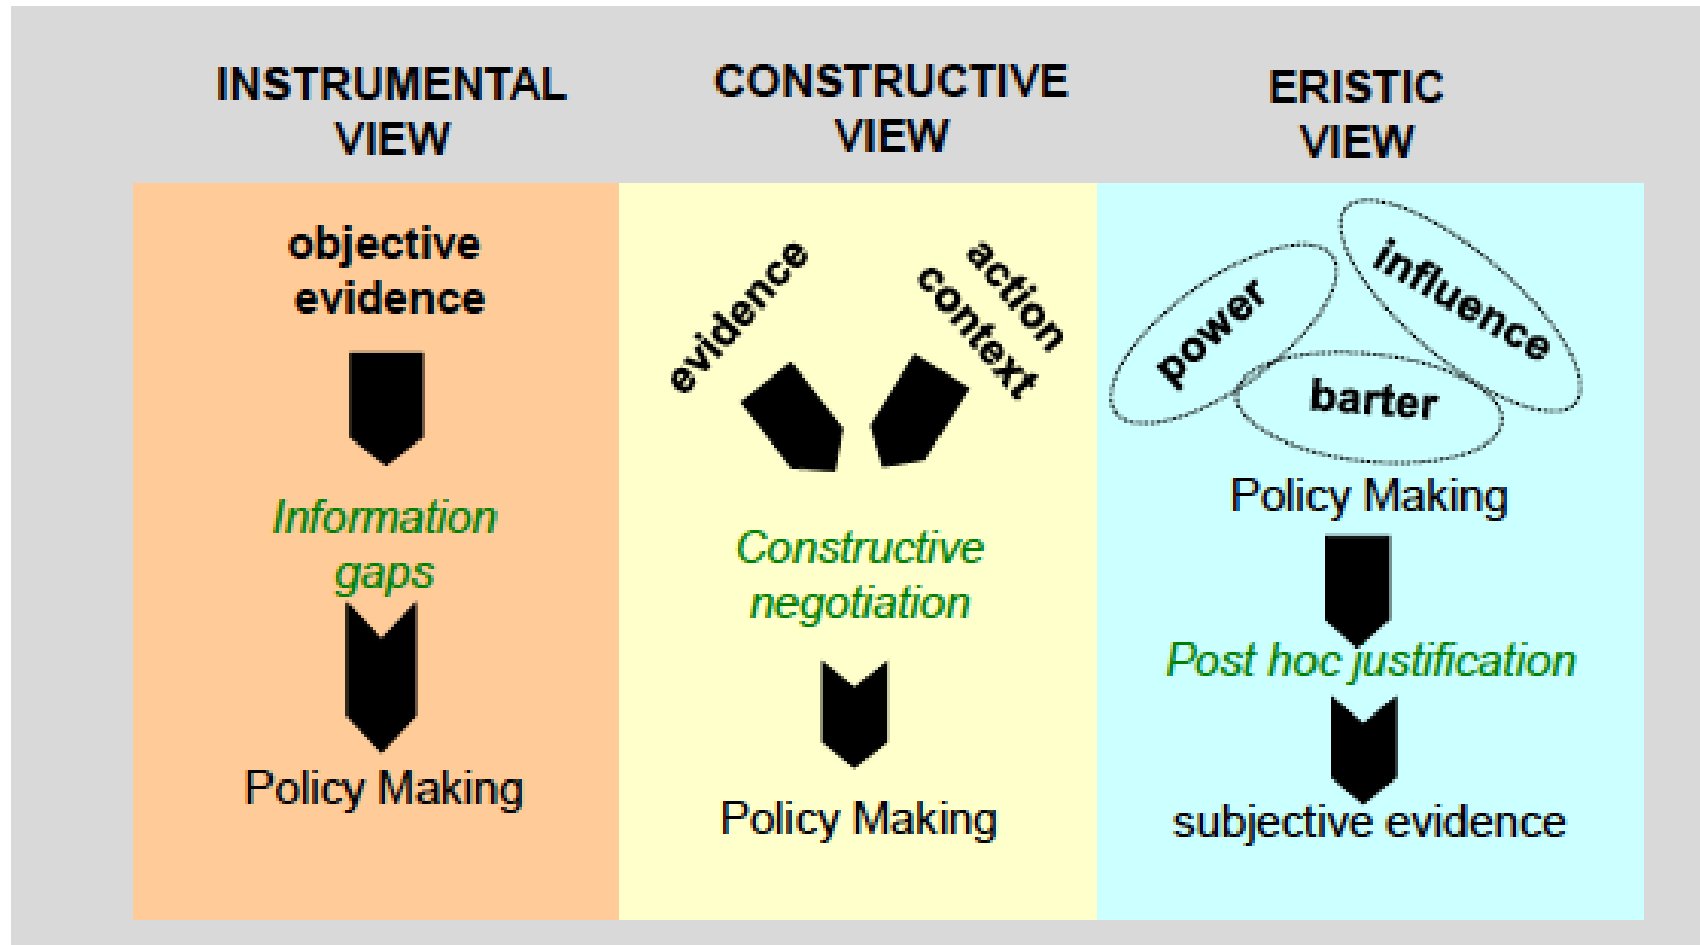 INSTRUMENTAL
VIEW
objective
evidence
Information
gaps
Policy Making
CONSTRUCTIVE
VIEW
evidence
action
context
Constructive
negotiation
Policy Making
ERISTIC
VIEW
power
influence
barter
Policy Making
Post hoc justification
subjective evidence